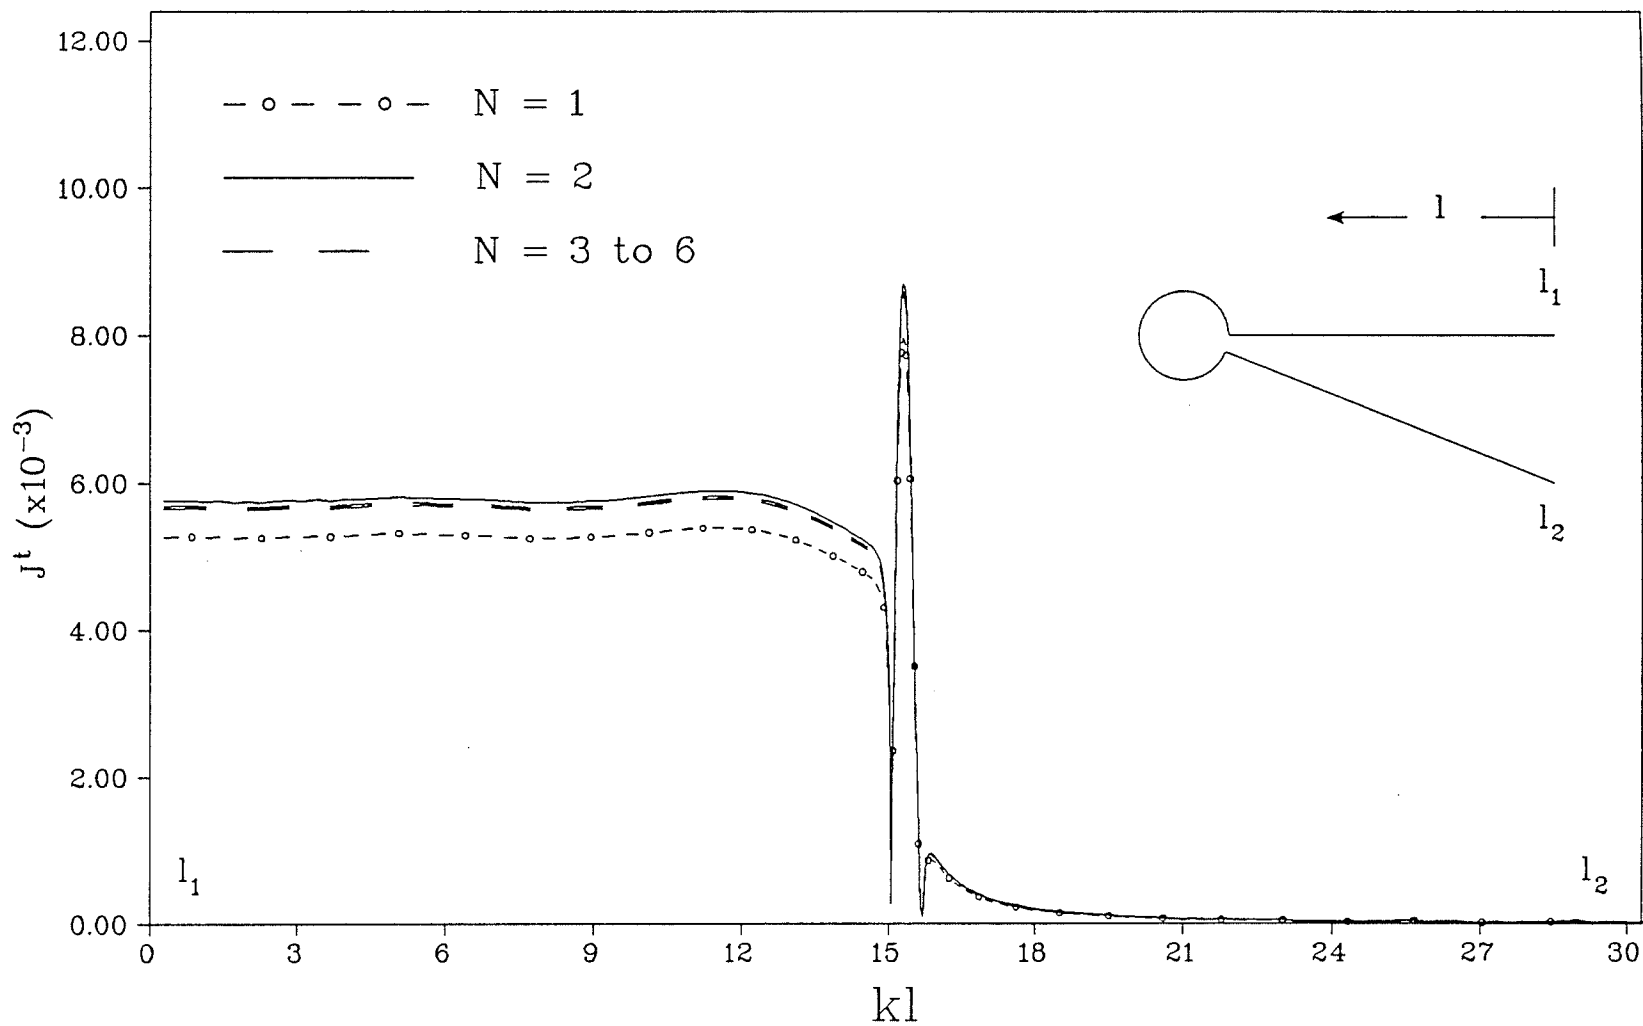 12.00
N = 1
N = 2
10.00
l
N = 3 to 6
l₁
8.00
l₂
6.00
Jᵗ (x10⁻³)
4.00
2.00
l₁
l₂
0.00
0 3 6 9 12 15 18 21 24 27 30
kl